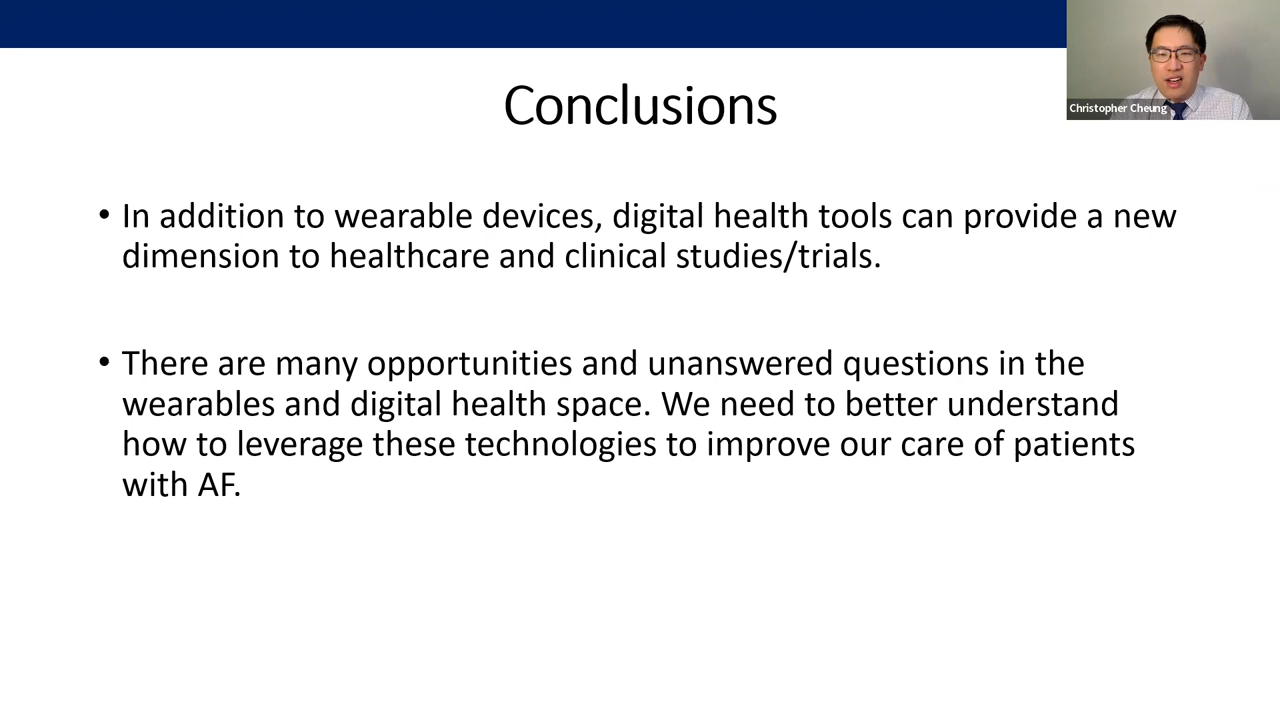 Christopher Cheung
Conclusions
• In addition to wearable devices, digital health tools can provide a new
dimension to healthcare and clinical studies/trials.
• There are many opportunities and unanswered questions in the
wearables and digital health space. We need to better understand
how to leverage these technologies to improve our care of patients
with AF.